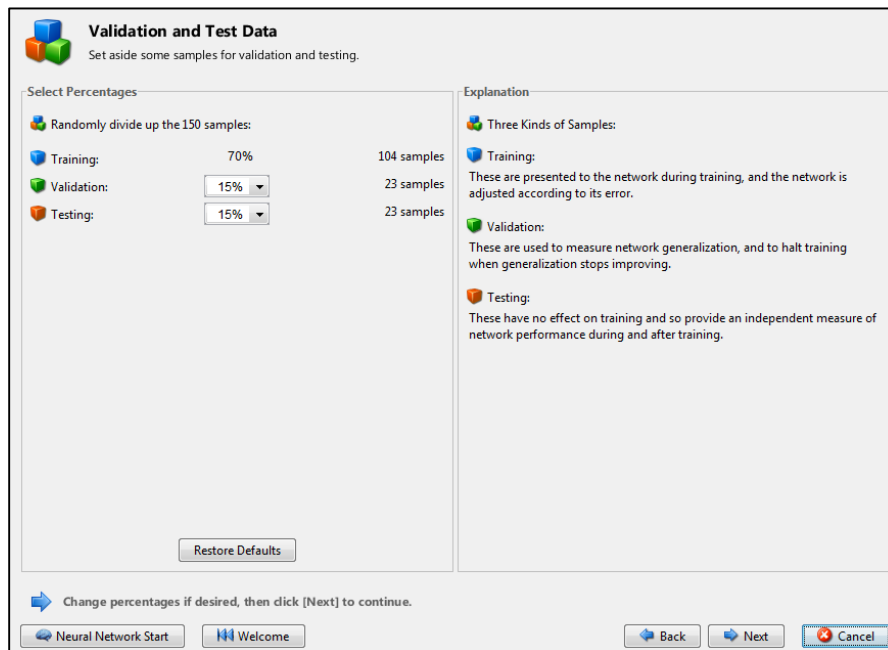 Validation and Test Data
Set aside some samples for validation and testing.
Select Percentages
Randomly divide up the 150 samples:
Training: 70% 104 samples
Validation: 15% 23 samples
Testing: 15% 23 samples
Restore Defaults
Explanation
Three Kinds of Samples:
Training:
These are presented to the network during training, and the network is
adjusted according to its error.
Validation:
These are used to measure network generalization, and to halt training
when generalization stops improving.
Testing:
These have no effect on training and so provide an independent measure of
network performance during and after training.
Change percentages if desired, then click [Next] to continue.
Neural Network Start Welcome Back Next Cancel